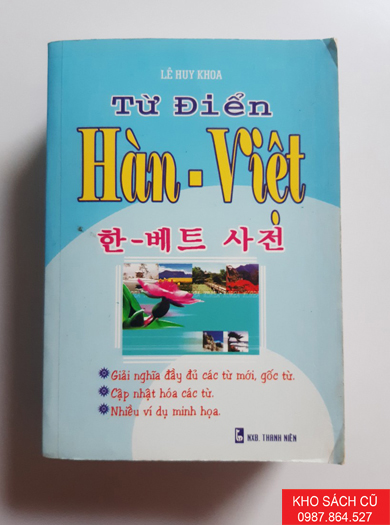 LÊ HUY KHOA
Từ Điển
Hàn - Việt
한-베트 사전
Giải nghĩa đầy đủ các từ mới, gốc từ.
Cập nhật hóa các từ.
Nhiều ví dụ minh họa.
NXB. THANH NIÊN
KHO SÁCH CŨ
0987.864.527